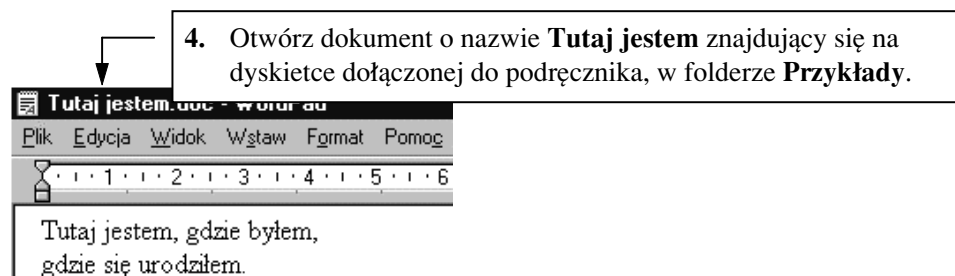 4. Otwórz dokument o nazwie Tutaj jestem znajdujący się na
dyskietce dołączonej do podręcznika, w folderze Przykłady.
Tutaj jestem.doc - WordPad
Plik Edycja Widok Wstaw Format Pomoc
1 2 3 4 5 6
Tutaj jestem, gdzie byłem,
gdzie się urodziłem.